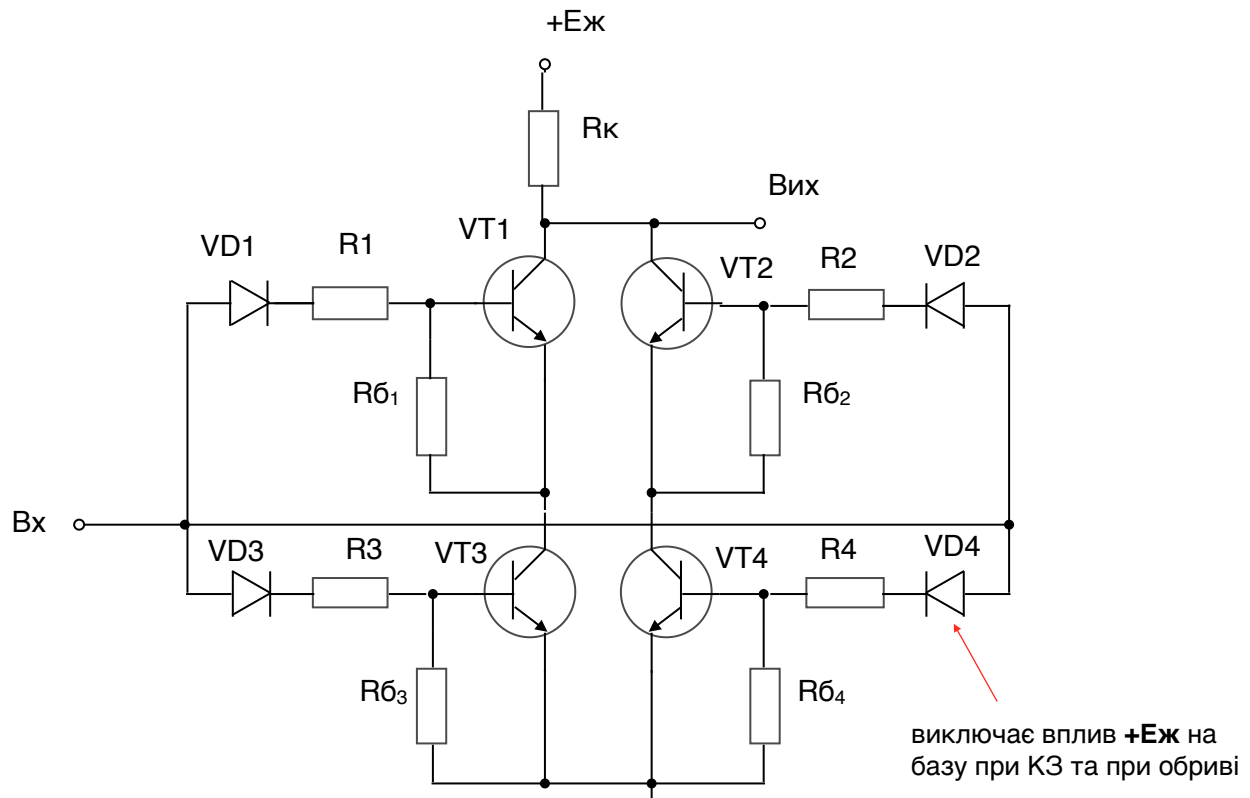 +Еж
Rк
Вих
VD1
R1
VT1
VT2
R2
VD2
Rб₁
Rб₂
Вх
VD3
R3
VT3
VT4
R4
VD4
Rб₃
Rб₄
виключає вплив +Еж на
базу при КЗ та при обриві